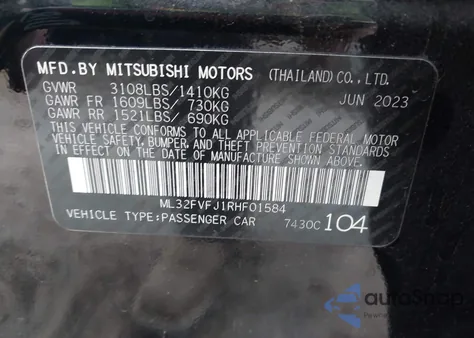 MFD.BY MITSUBISHI MOTORS (THAILAND)CO.,LTD.
GVWR 3108LBS/1410KG JUN 2023
GAWR FR 1609LBS/ 730KG
GAWR RR 1521LBS/ 690KG
THIS VEHICLE CONFORMS TO ALL APPLICABLE FEDERAL MOTOR
VEHICLE SAFETY, BUMPER, AND THEFT PREVENTION STANDARDS
IN EFFECT ON THE DATE OF MANUFACTURE SHOWN ABOVE.
ML32FVFJ1RHF01584
VEHICLE TYPE:PASSENGER CAR 7430C 104